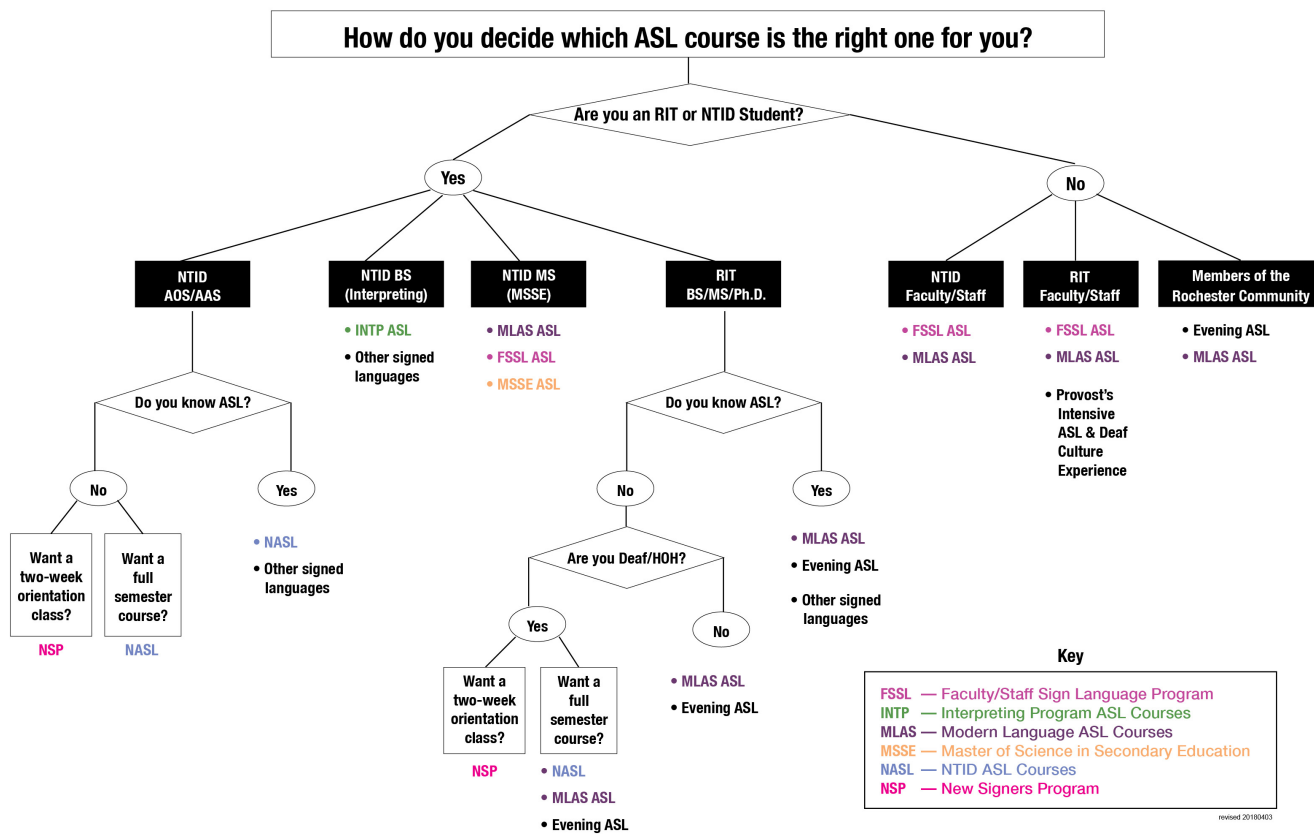 How do you decide which ASL course is the right one for you?
Are you an RIT or NTID Student?
Yes
No
NTID
AOS/AAS
NTID BS
(Interpreting)
NTID MS
(MSSE)
RIT
BS/MS/Ph.D.
NTID
Faculty/Staff
RIT
Faculty/Staff
Members of the
Rochester Community
• INTP ASL
• Other signed
languages
• MLAS ASL
• FSSL ASL
• MSSE ASL
• FSSL ASL
• MLAS ASL
• FSSL ASL
• MLAS ASL
• Provost's
Intensive
ASL & Deaf
Culture
Experience
• Evening ASL
• MLAS ASL
Do you know ASL?
No
Yes
Want a
two-week
orientation
class?
NSP
Want a
full
semester
course?
NASL
• NASL
• Other signed
languages
Do you know ASL?
No
Yes
Are you Deaf/HOH?
• MLAS ASL
• Evening ASL
• Other signed
languages
Yes
No
Want a
two-week
orientation
class?
NSP
Want a
full
semester
course?
• NASL
• MLAS ASL
• Evening ASL
• MLAS ASL
• Evening ASL
Key
FSSL — Faculty/Staff Sign Language Program
INTP — Interpreting Program ASL Courses
MLAS — Modern Language ASL Courses
MSSE — Master of Science in Secondary Education
NASL — NTID ASL Courses
NSP — New Signers Program
revised 20180403